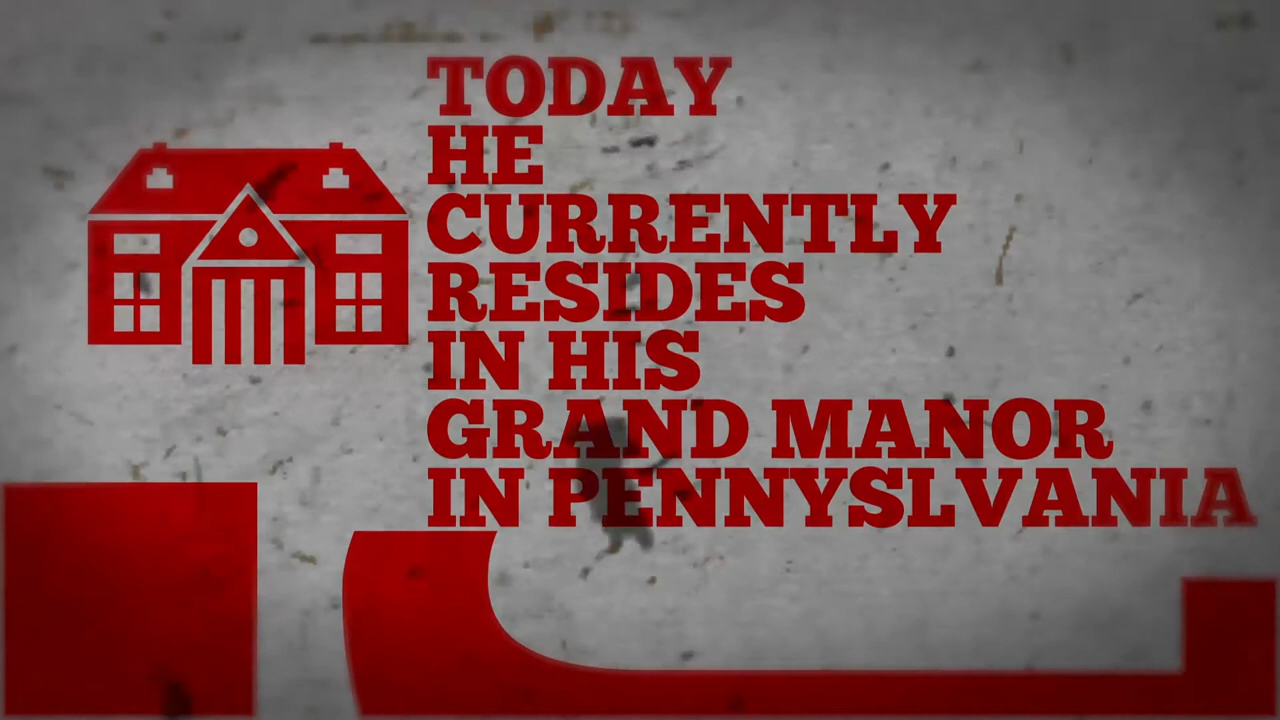 TODAY
HE
CURRENTLY
RESIDES
IN HIS
GRAND MANOR
IN PENNYSLVANIA